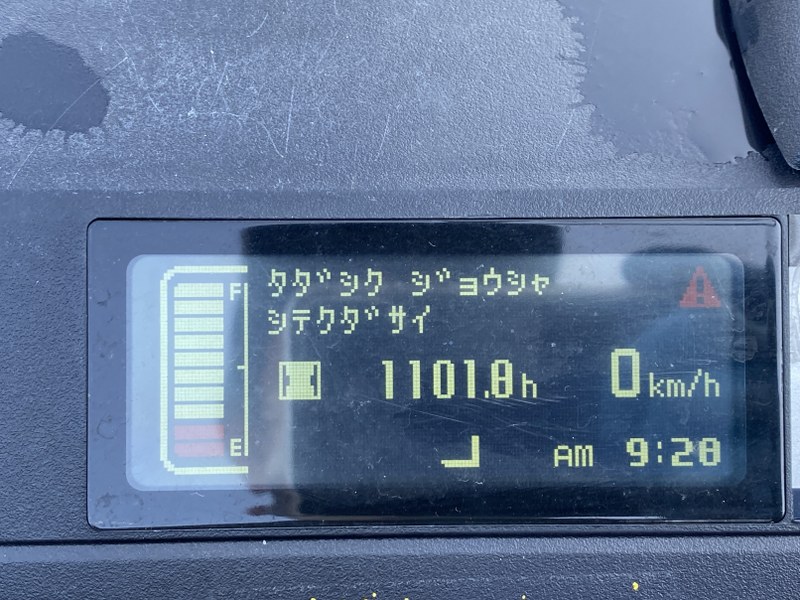 F
タダシク ジョウシャ
シテクダサイ
1101.8h 0km/h
E
AM 9:28